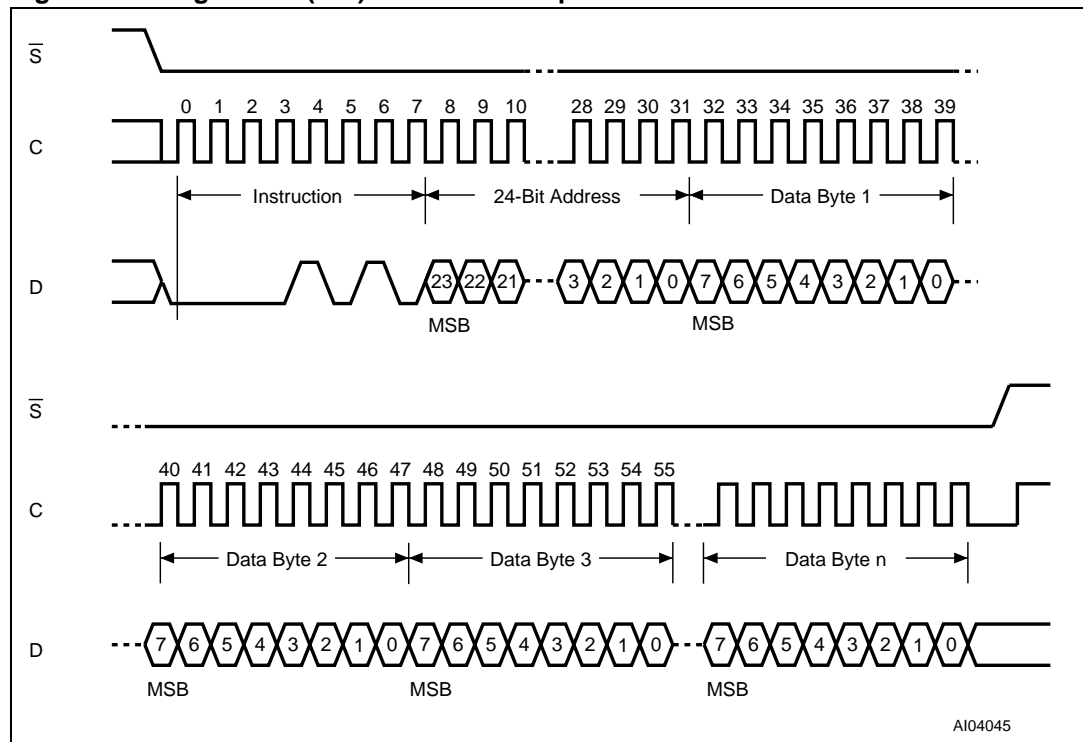 S
0 1 2 3 4 5 6 7 8 9 10 28 29 30 31 32 33 34 35 36 37 38 39
C
Instruction 24-Bit Address Data Byte 1
D 23 22 21 3 2 1 0 7 6 5 4 3 2 1 0
MSB MSB
S
40 41 42 43 44 45 46 47 48 49 50 51 52 53 54 55
C
Data Byte 2 Data Byte 3 Data Byte n
D 7 6 5 4 3 2 1 0 7 6 5 4 3 2 1 0 7 6 5 4 3 2 1 0
MSB MSB MSB
AI04045